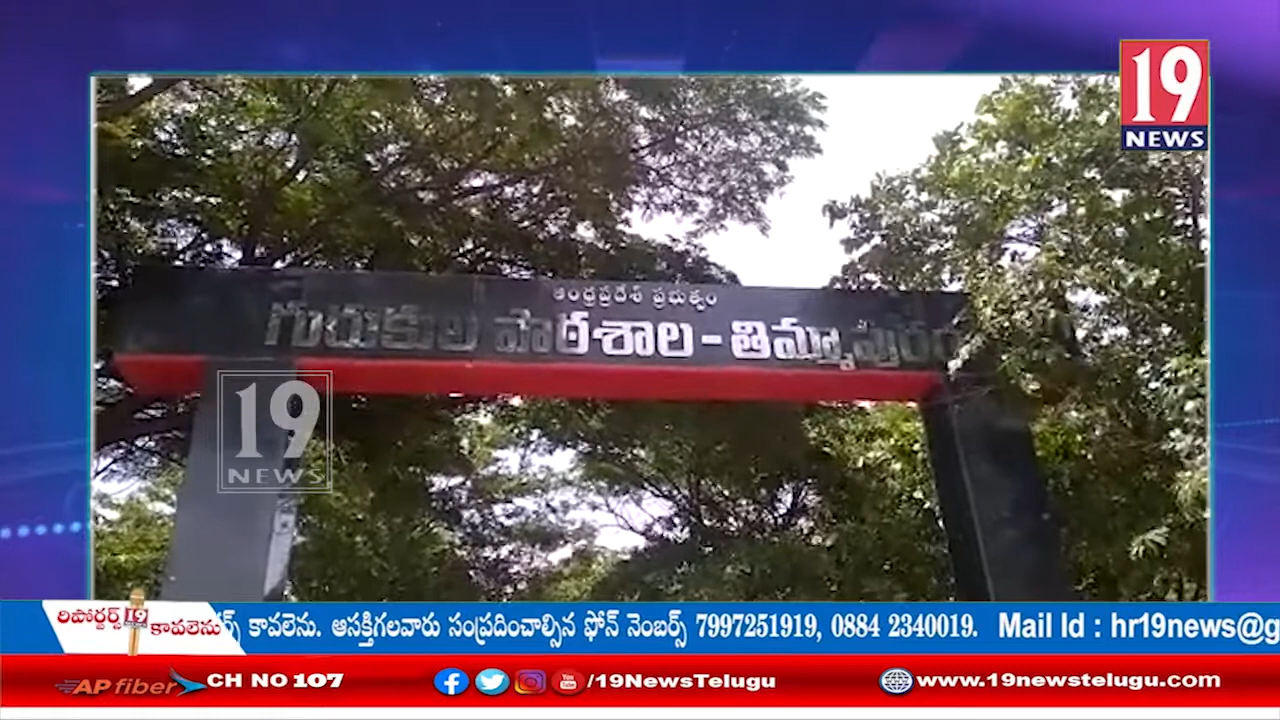 19
NEWS
ఆంధ్రప్రదేశ్ ప్రభుత్వం
గురుకుల పాఠశాల - తిమ్మాపురం
19
NEWS
రిపోర్టర్స్ 19 కావలెను
కావలెను. ఆసక్తిగలవారు సంప్రదించాల్సిన ఫోన్ నెంబర్స్ 7997251919, 0884 2340019. Mail Id : hr19news@g
AP fiber CH NO 107 /19NewsTelugu www.19newstelugu.com